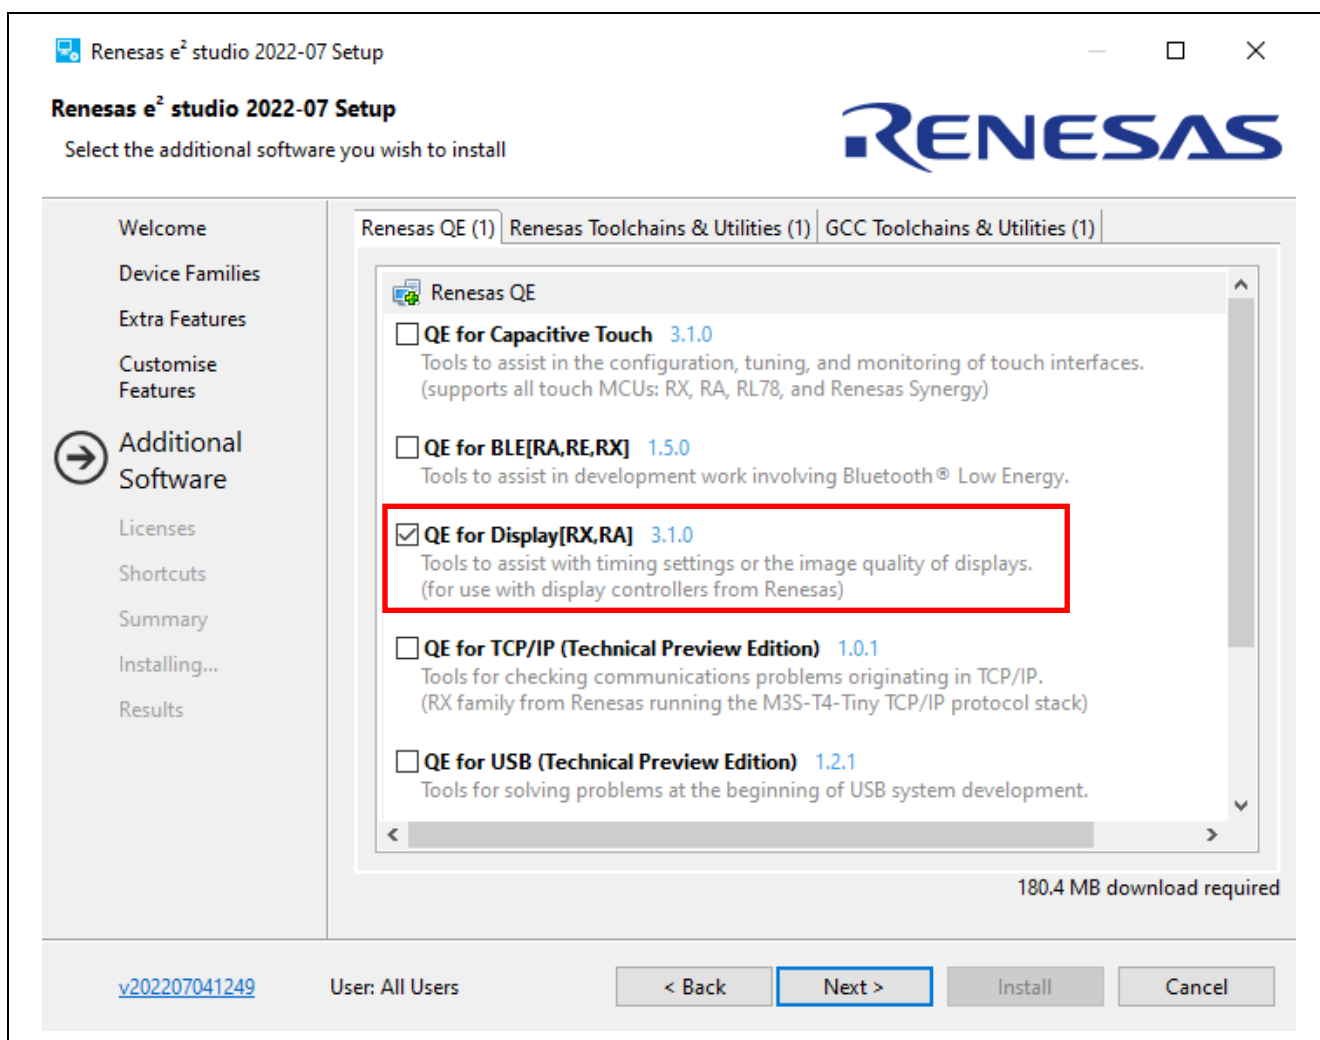 Renesas e² studio 2022-07 Setup
Renesas e² studio 2022-07 Setup
Select the additional software you wish to install
RENESAS
Welcome
Device Families
Extra Features
Customise
Features
Additional
Software
Licenses
Shortcuts
Summary
Installing...
Results
Renesas QE (1) Renesas Toolchains & Utilities (1) GCC Toolchains & Utilities (1)
Renesas QE
QE for Capacitive Touch 3.1.0
Tools to assist in the configuration, tuning, and monitoring of touch interfaces.
(supports all touch MCUs: RX, RA, RL78, and Renesas Synergy)
QE for BLE[RA,RE,RX] 1.5.0
Tools to assist in development work involving Bluetooth® Low Energy.
QE for Display[RX,RA] 3.1.0
Tools to assist with timing settings or the image quality of displays.
(for use with display controllers from Renesas)
QE for TCP/IP (Technical Preview Edition) 1.0.1
Tools for checking communications problems originating in TCP/IP.
(RX family from Renesas running the M3S-T4-Tiny TCP/IP protocol stack)
QE for USB (Technical Preview Edition) 1.2.1
Tools for solving problems at the beginning of USB system development.
180.4 MB download required
v202207041249 User: All Users < Back Next > Install Cancel